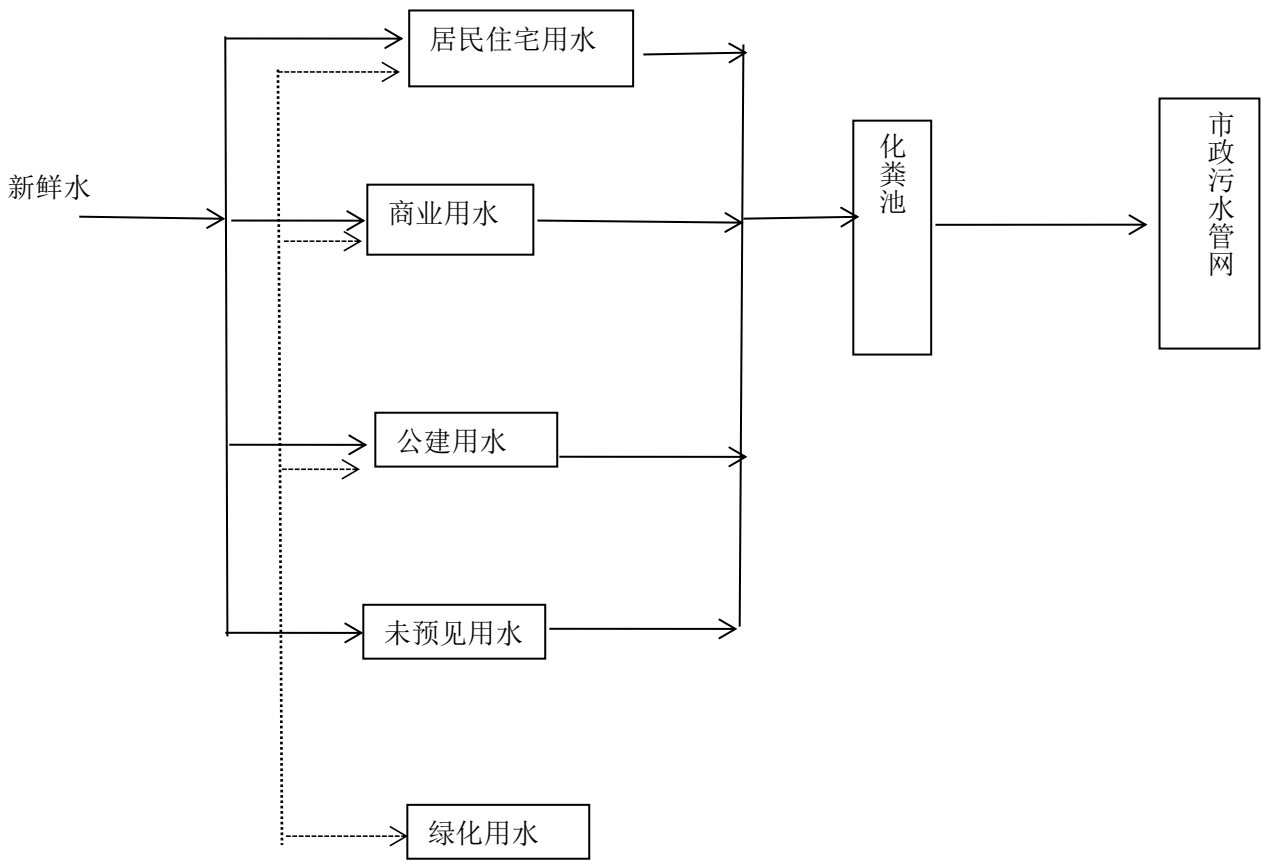 居民住宅用水
新鲜水
商业用水
化粪池
市政污水管网
公建用水
未预见用水
绿化用水